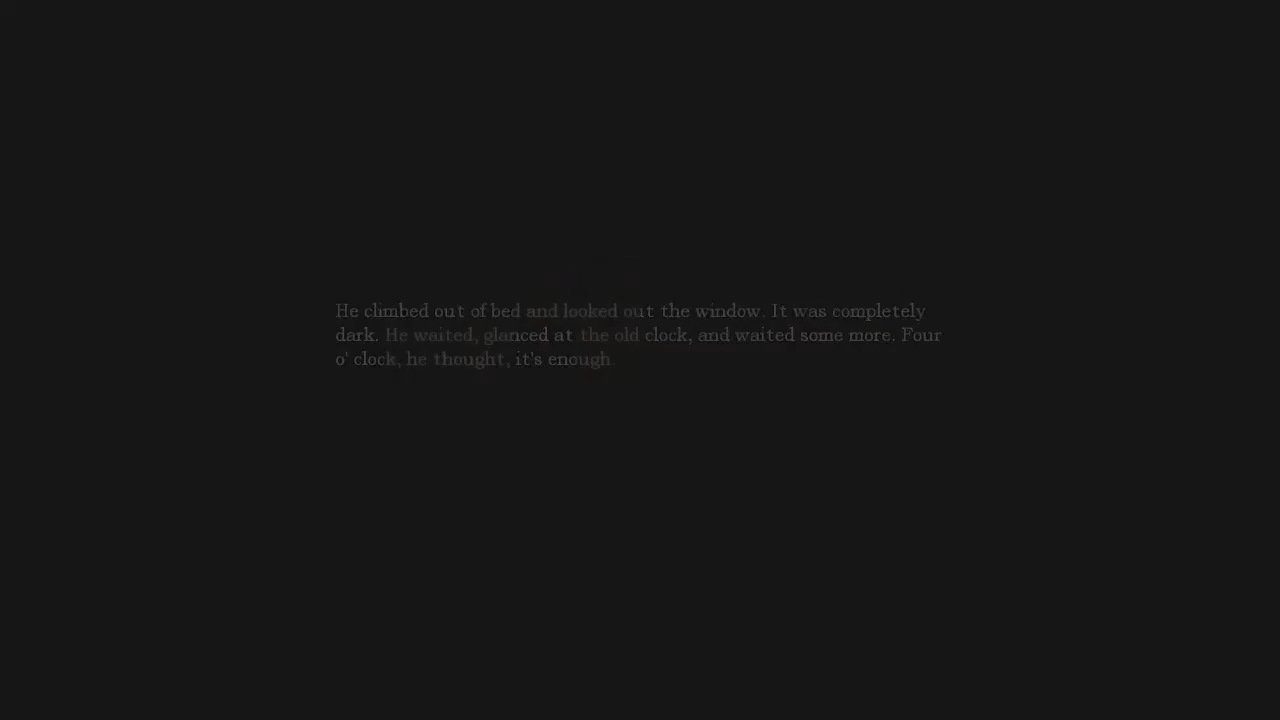 He climbed out of bed and looked out the window. It was completely
dark. He waited, glanced at the old clock, and waited some more. Four
o' clock, he thought, it's enough.